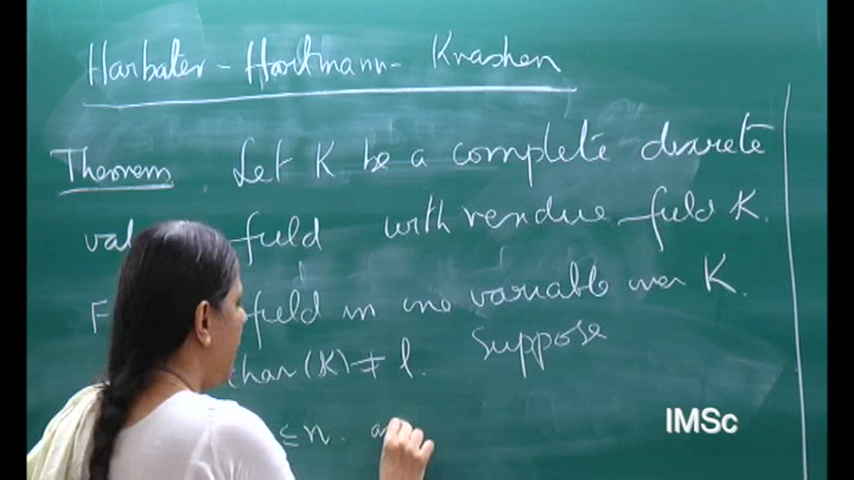 Harbater - Hartmann - Krashen
Theorem. Let K be a complete discrete
val field with residue field K.
F field in one variable over K.
char (K) ≠ l. Suppose
≤ n. a
IMSc